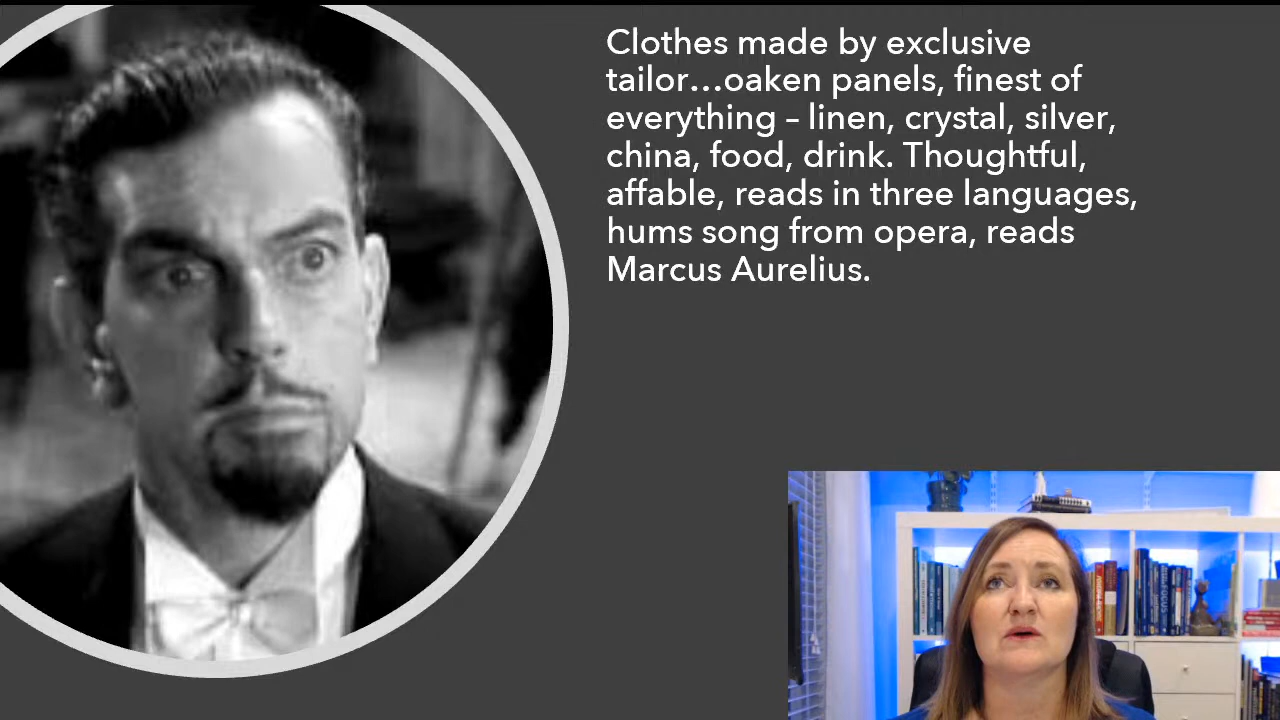 Clothes made by exclusive
tailor...oaken panels, finest of
everything – linen, crystal, silver,
china, food, drink. Thoughtful,
affable, reads in three languages,
hums song from opera, reads
Marcus Aurelius.